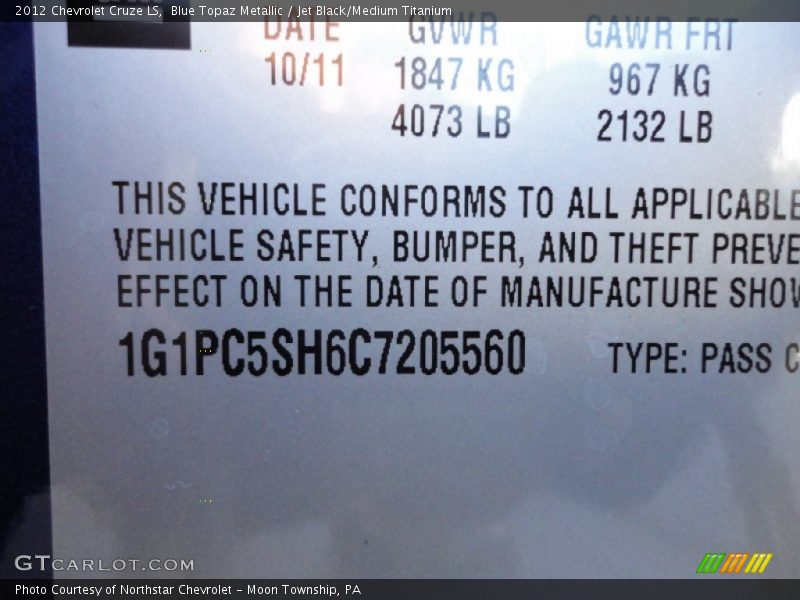 2012 Chevrolet Cruze LS, Blue Topaz Metallic / Jet Black/Medium Titanium
DATE GVWR GAWR FRT
10/11 1847 KG 967 KG
4073 LB 2132 LB
THIS VEHICLE CONFORMS TO ALL APPLICABLE
VEHICLE SAFETY, BUMPER, AND THEFT PREVE
EFFECT ON THE DATE OF MANUFACTURE SHOW
1G1PC5SH6C7205560 TYPE: PASS C
GTCARLOT.COM
Photo Courtesy of Northstar Chevrolet - Moon Township, PA